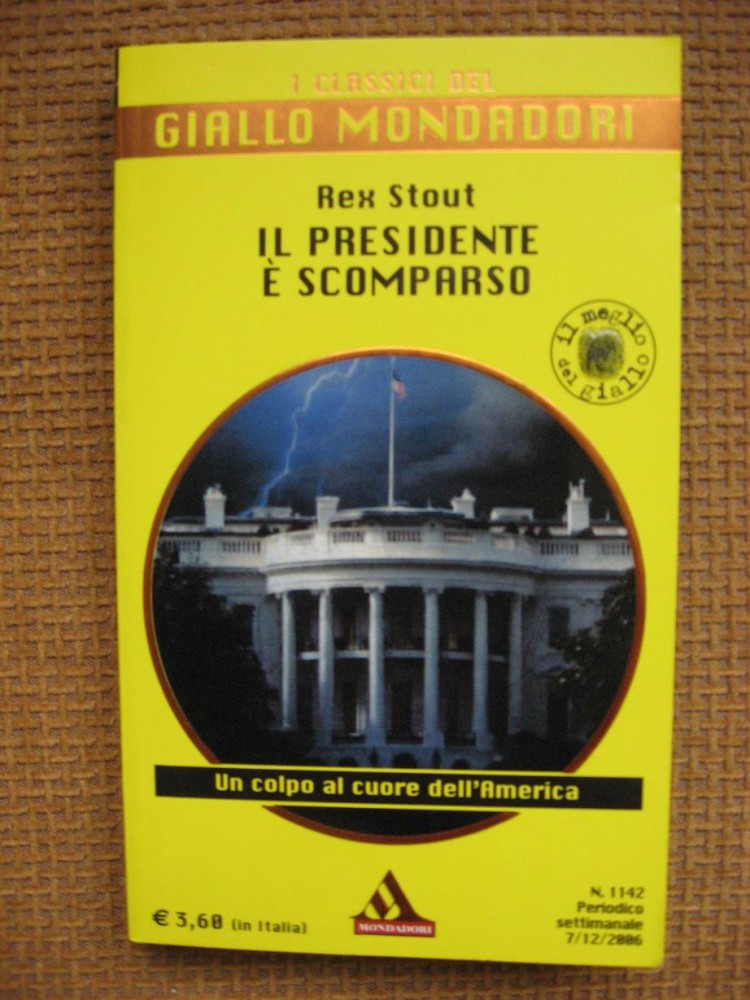 I CLASSICI DEL
GIALLO MONDADORI
Rex Stout
IL PRESIDENTE
È SCOMPARSO
il meglio
del giallo
Un colpo al cuore dell'America
€ 3,60 (in Italia)
MONDADORI
N. 1142
Periodico
settimanale
7/12/2006